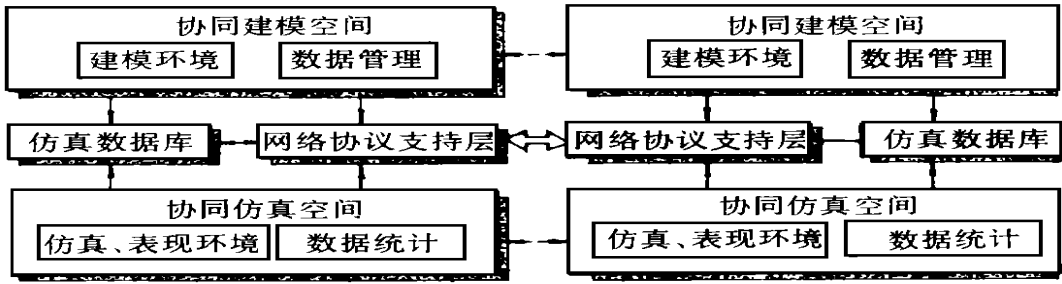 协同建模空间
建模环境 数据管理
协同建模空间
建模环境 数据管理
仿真数据库 网络协议支持层 网络协议支持层 仿真数据库
协同仿真空间
仿真、表现环境 数据统计
协同仿真空间
仿真、表现环境 数据统计